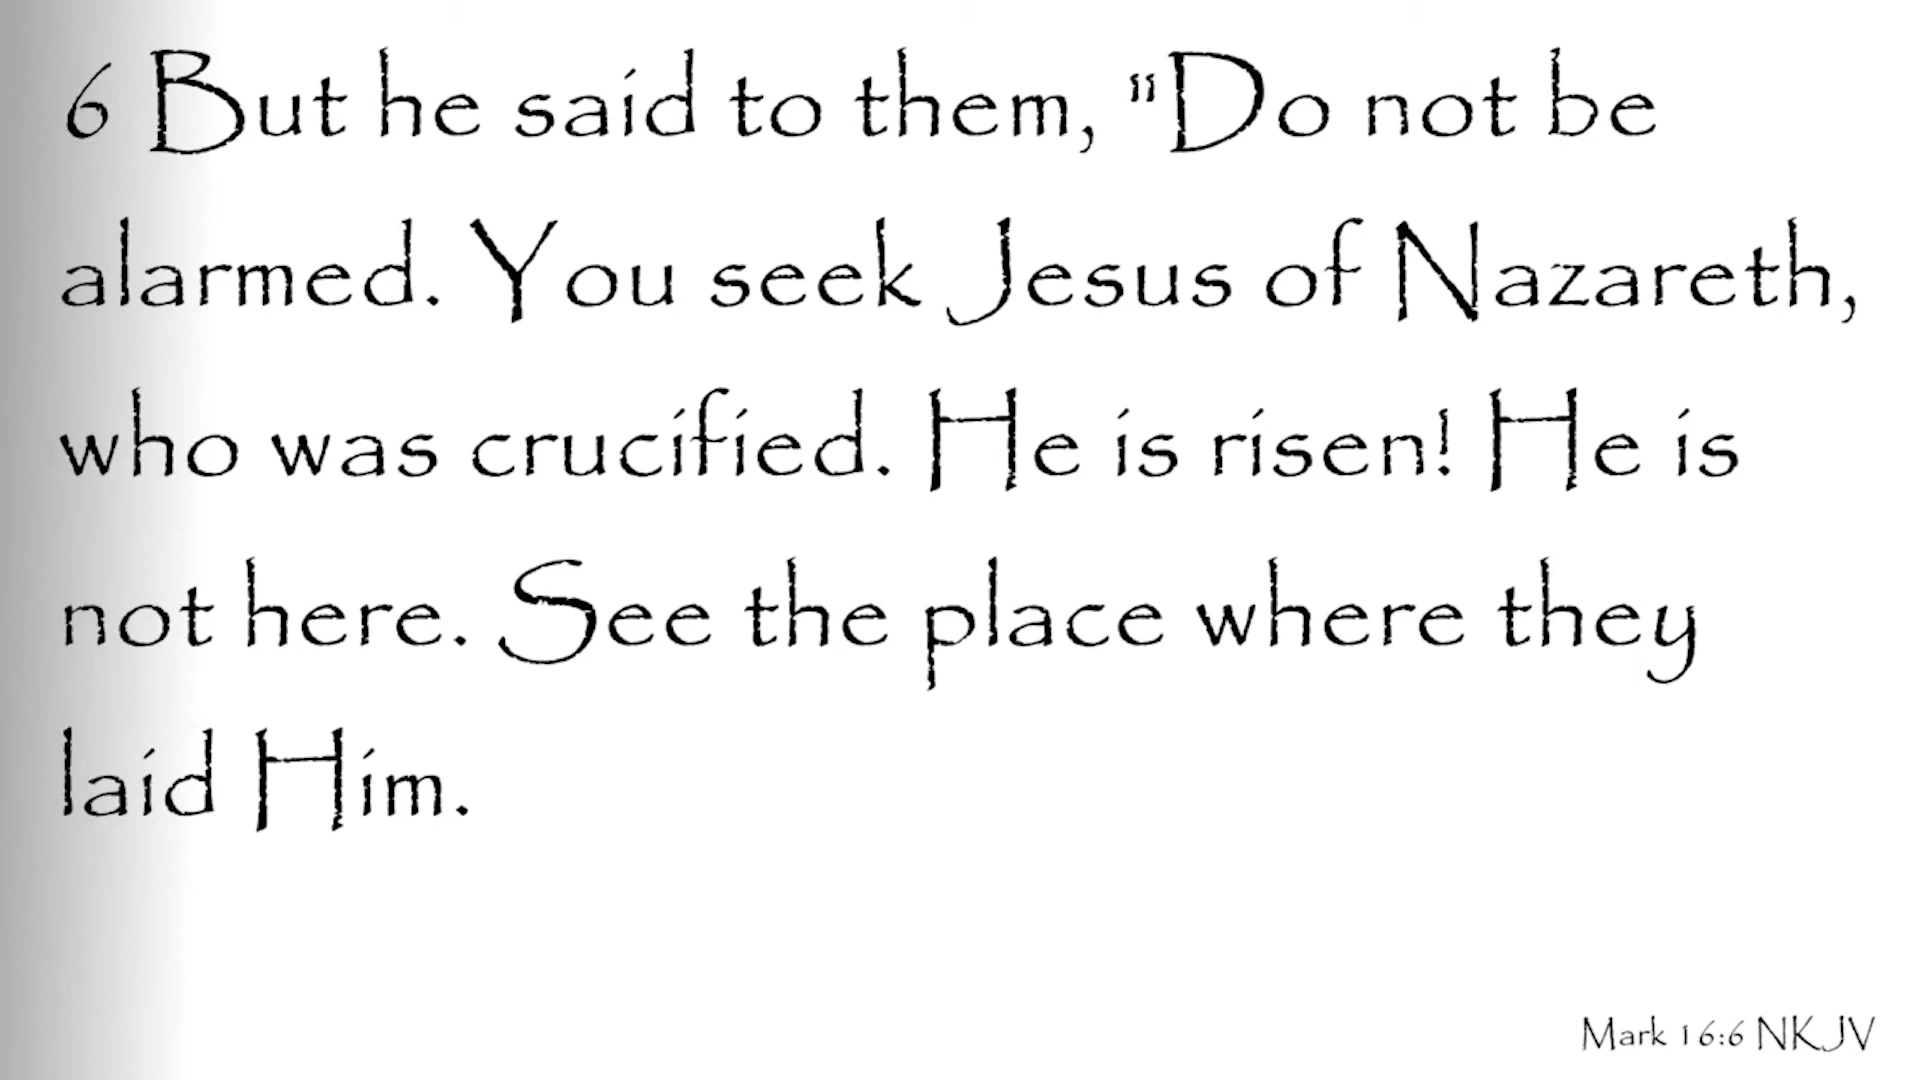 6 But he said to them, "Do not be
alarmed. You seek Jesus of Nazareth,
who was crucified. He is risen! He is
not here. See the place where they
laid Him.
Mark 16:6 NKJV